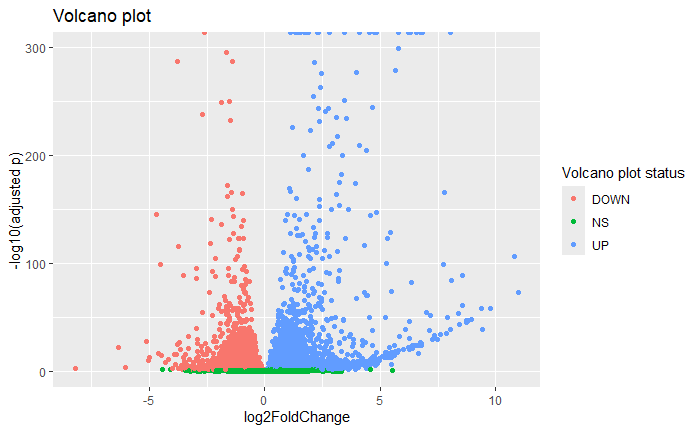 Volcano plot
300
200
100
0
-log10(adjusted p)
-5
0
5
10
log2FoldChange
Volcano plot status
DOWN
NS
UP